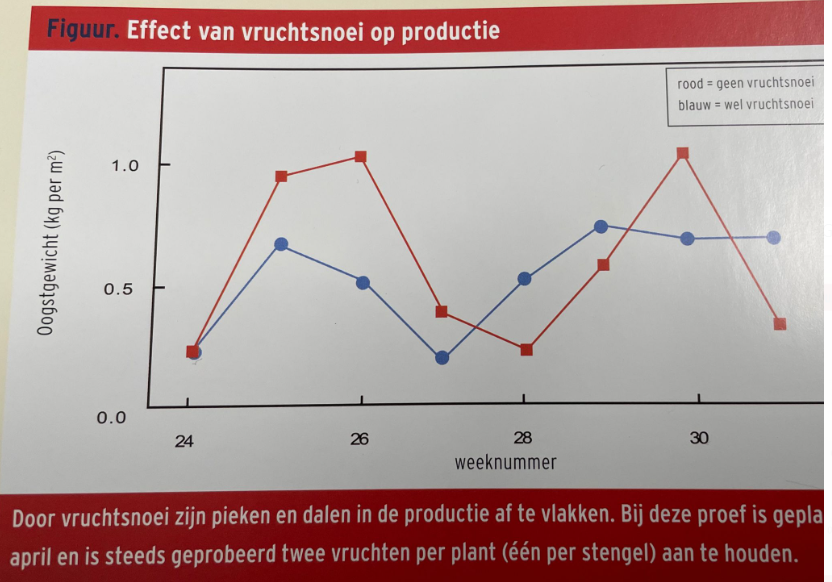 Figuur. Effect van vruchtsnoei op productie
rood = geen vruchtsnoei
blauw = wel vruchtsnoei
Oogstgewicht (kg per m²)
1.0
0.5
0.0
24 26 28 30
weeknummer
Door vruchtsnoei zijn pieken en dalen in de productie af te vlakken. Bij deze proef is gepla
april en is steeds geprobeerd twee vruchten per plant (één per stengel) aan te houden.